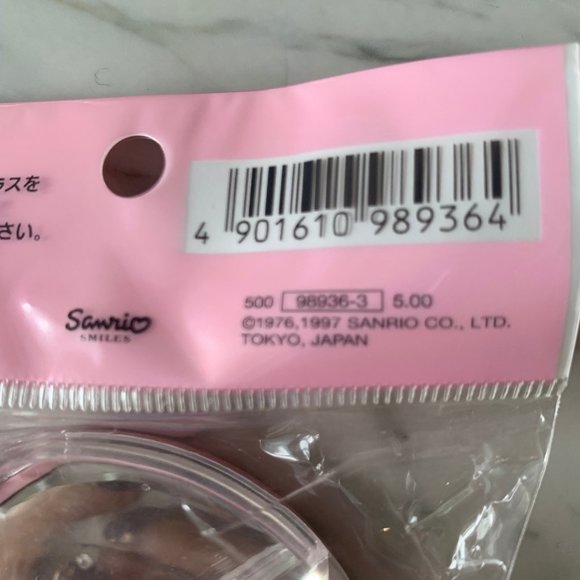 ラスを
さい。
4 901610 989364
Sanrio
SMILES
500 98936-3 5.00
©1976,1997 SANRIO CO., LTD.
TOKYO, JAPAN